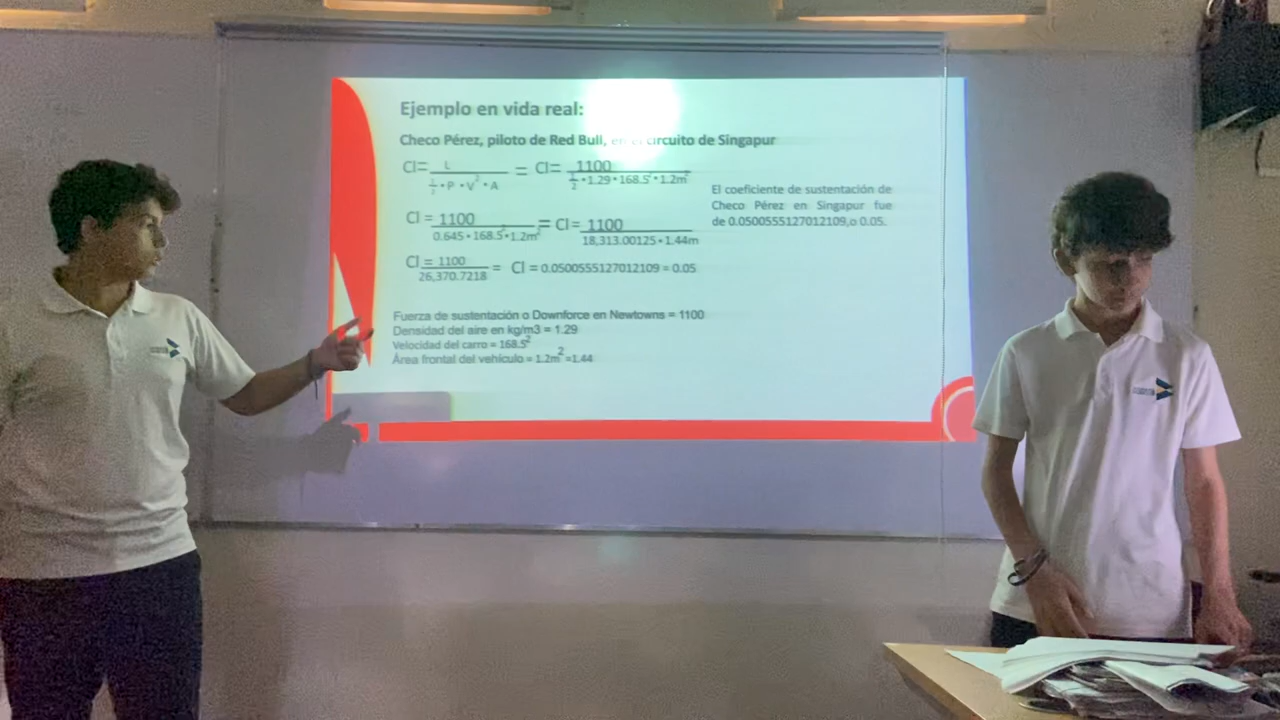 Ejemplo en vida real:
Checo Pérez, piloto de Red Bull, en el circuito de Singapur
Cl= L / ½ • P • V² • A = Cl= 1100 / ½ • 1.29 • 168.5² • 1.2m²
El coeficiente de sustentación de
Checo Pérez en Singapur fue
de 0.0500555127012109,o 0.05.
Cl = 1100 / 0.645 • 168.5² • 1.2m² = Cl = 1100 / 18,313.00125 • 1.44m
Cl = 1100 / 26,370.7218 = Cl = 0.0500555127012109 = 0.05
Fuerza de sustentación o Downforce en Newtowns = 1100
Densidad del aire en kg/m3 = 1.29
Velocidad del carro = 168.5²
Área frontal del vehículo = 1.2m² =1.44